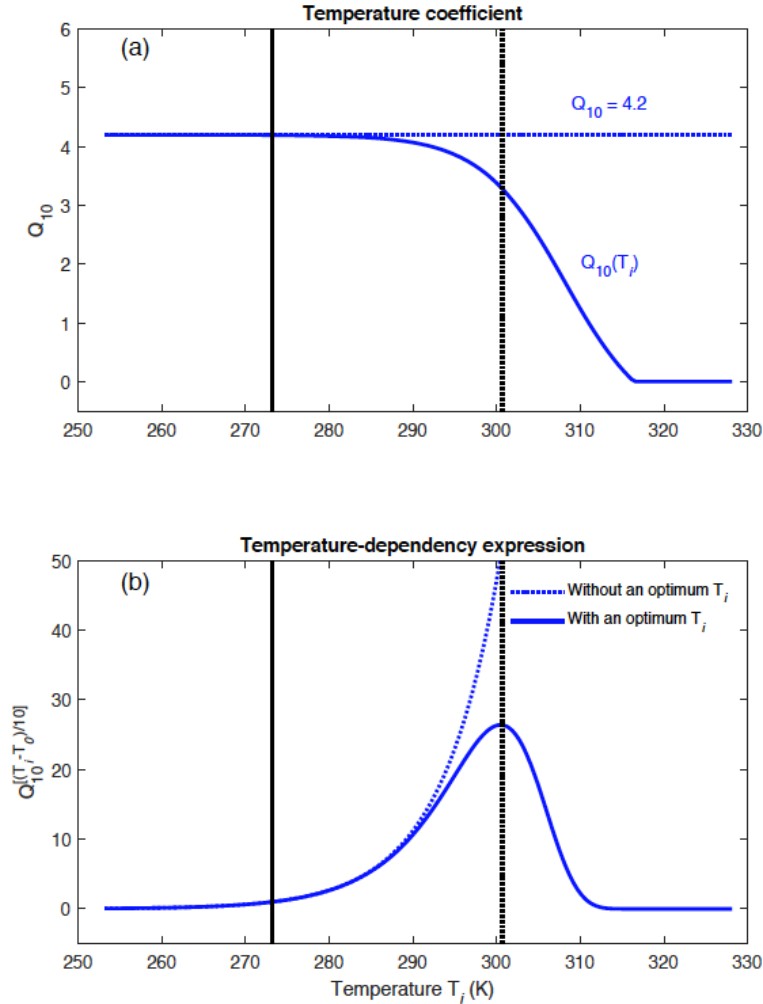 Temperature coefficient
(a)
6
5
4
3
2
1
0
Q10
Q10 = 4.2
Q10(Ti)
250 260 270 280 290 300 310 320 330
Temperature-dependency expression
(b)
50
40
30
20
10
0
Q10[(Ti-T0)/10]
Without an optimum Ti
With an optimum Ti
250 260 270 280 290 300 310 320 330
Temperature Ti (K)